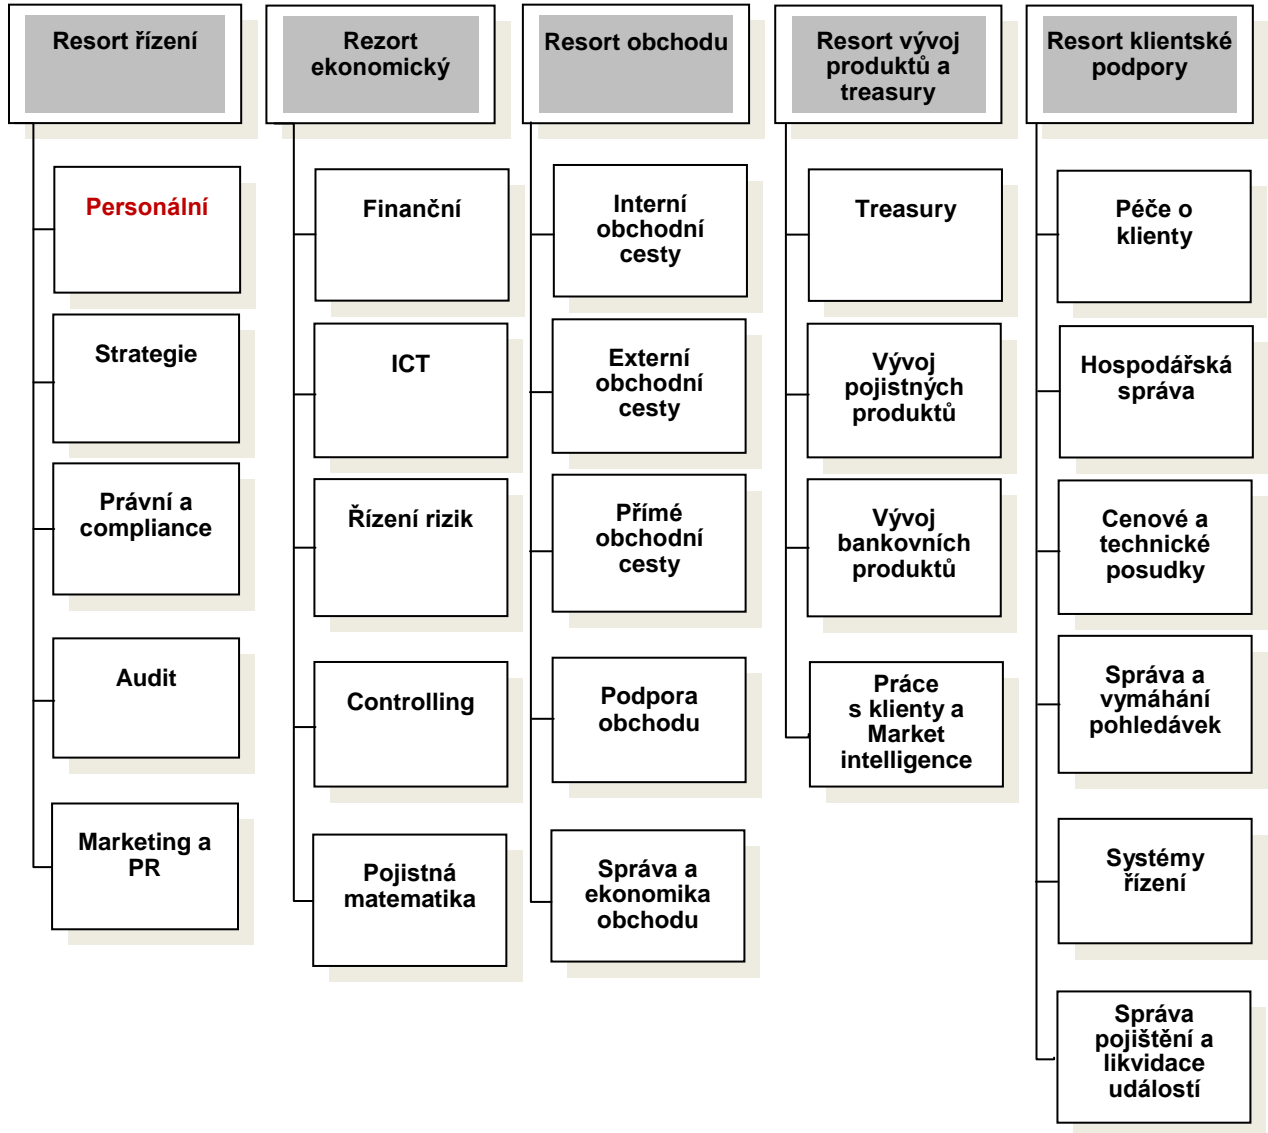 Resort řízení
Rezort
ekonomický
Resort obchodu
Resort vývoj
produktů a
treasury
Resort klientské
podpory
Personální
Strategie
Právní a
compliance
Audit
Marketing a
PR
Finanční
ICT
Řízení rizik
Controlling
Pojistná
matematika
Interní
obchodní
cesty
Externí
obchodní
cesty
Přímé
obchodní
cesty
Podpora
obchodu
Správa a
ekonomika
obchodu
Treasury
Vývoj
pojistných
produktů
Vývoj
bankovních
produktů
Práce
s klienty a
Market
intelligence
Péče o
klienty
Hospodářská
správa
Cenové a
technické
posudky
Správa a
vymáhání
pohledávek
Systémy
řízení
Správa
pojištění a
likvidace
událostí